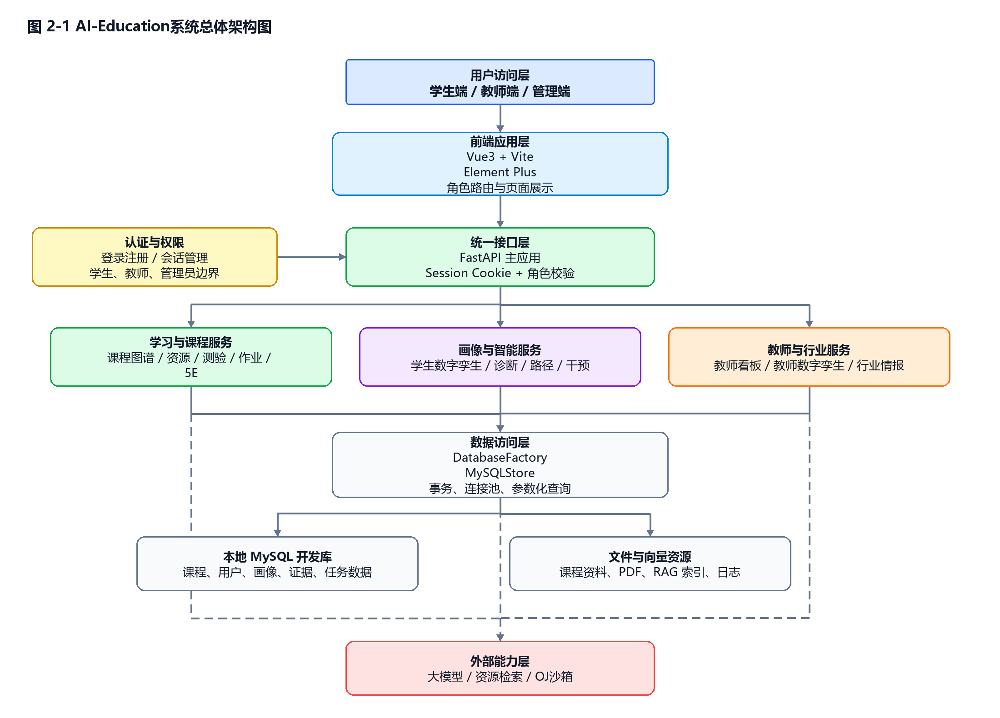 图 2-1 AI-Education系统总体架构图
用户访问层
学生端 / 教师端 / 管理端
前端应用层
Vue3 + Vite
Element Plus
角色路由与页面展示
认证与权限
登录注册 / 会话管理
学生、教师、管理员边界
统一接口层
FastAPI 主应用
Session Cookie + 角色校验
学习与课程服务
课程图谱 / 资源 / 测验 / 作业 /
5E
画像与智能服务
学生数字孪生 / 诊断 / 路径 / 干预
教师与行业服务
教师看板 / 教师数字孪生 / 行业情报
数据访问层
DatabaseFactory
MySQLStore
事务、连接池、参数化查询
本地 MySQL 开发库
课程、用户、画像、证据、任务数据
文件与向量资源
课程资料、PDF、RAG 索引、日志
外部能力层
大模型 / 资源检索 / OJ沙箱